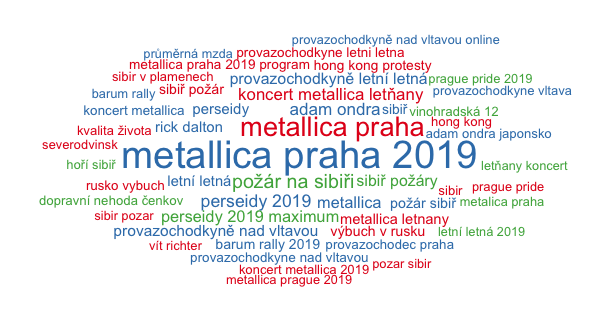 provazochodkyně nad vltavou online
průměrná mzda provazochodkyne letni letna
metallica praha 2019 program hong kong protesty
sibir v plamenech provazochodkyně letní letná prague pride 2019
barum rally sibiř požár koncert metallica letňany provazochodkyne vltava
koncert metallica perseidy adam ondra sibiř vinohradská 12
kvalita života rick dalton metallica praha hong kong
severodvinsk adam ondra japonsko
hoří sibiř metallica praha 2019 letňany koncert
rusko vybuch letní letná požár na sibiři sibiř požáry sibir prague pride
dopravní nehoda čenkov perseidy 2019 metallica požár sibiř metalica praha
sibir pozar perseidy 2019 maximum metallica letnany
provazochodkyně nad vltavou výbuch v rusku letní letná 2019
vít richter barum rally 2019 provazochodec praha
provazochodkyne nad vltavou
koncert metallica 2019 pozar sibir
metallica prague 2019